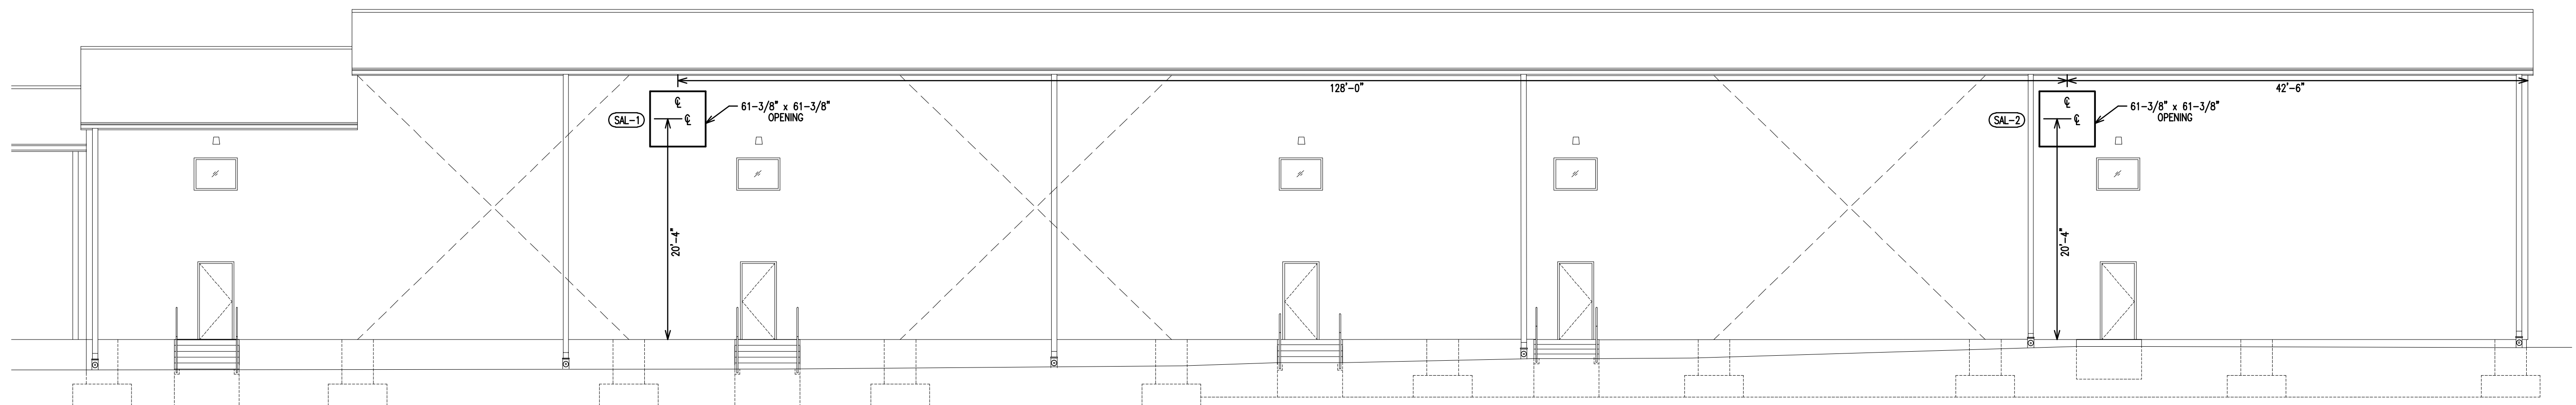 128'-0"
42'-6"
SAL-1
℄
℄
61-3/8" x 61-3/8"
OPENING
20'-4"
SAL-2
℄
℄
61-3/8" x 61-3/8"
OPENING
20'-4"